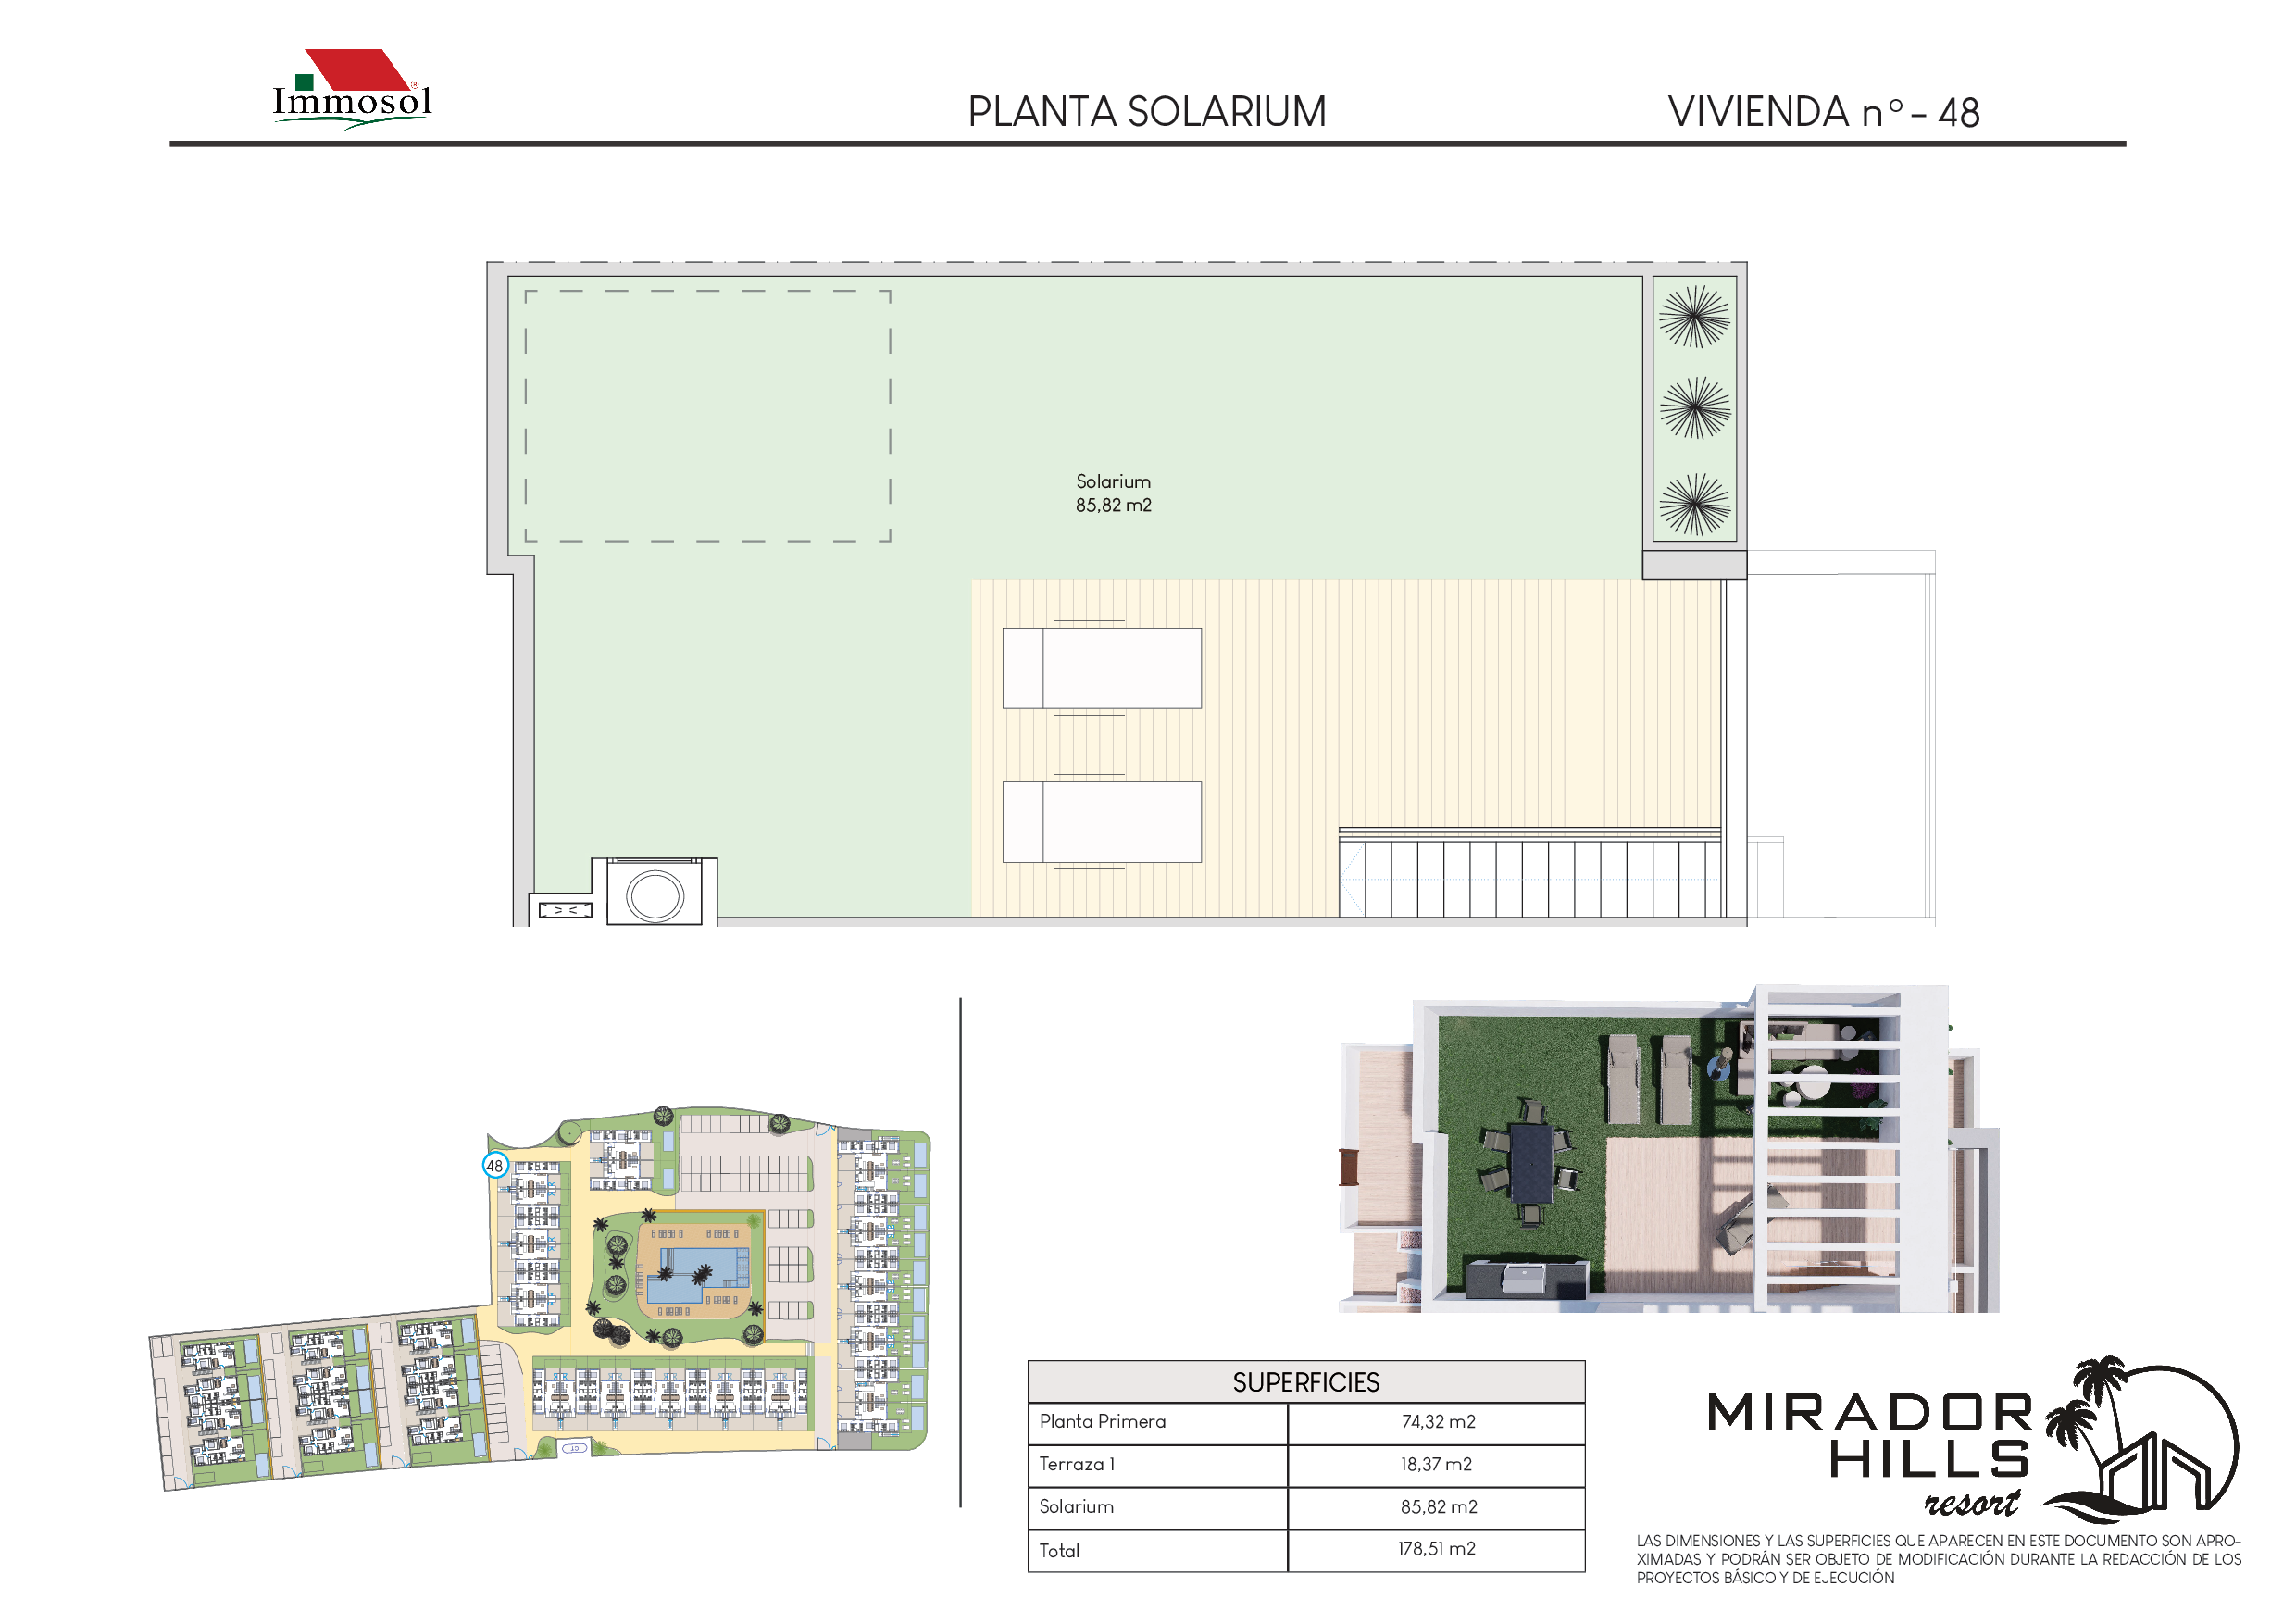 Immosol
PLANTA SOLARIUM
VIVIENDA nº - 48
Solarium
85,82 m2
48
CT
SUPERFICIES
Planta Primera 74,32 m2
Terraza 1 18,37 m2
Solarium 85,82 m2
Total 178,51 m2
MIRADOR
HILLS
resort
LAS DIMENSIONES Y LAS SUPERFICIES QUE APARECEN EN ESTE DOCUMENTO SON APRO-
XIMADAS Y PODRÁN SER OBJETO DE MODIFICACIÓN DURANTE LA REDACCIÓN DE LOS
PROYECTOS BÁSICO Y DE EJECUCIÓN